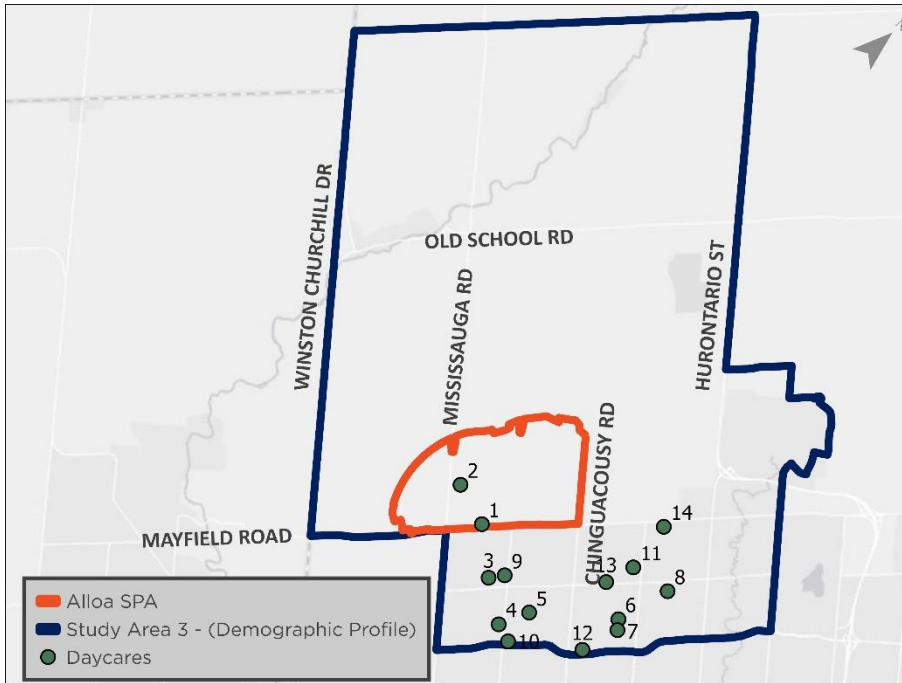 WINSTON CHURCHILL DR
OLD SCHOOL RD
MISSISSAUGA RD
HURONTARIO ST
CHINGUACOUSY RD
MAYFIELD ROAD
2
1
14
3
9
13
11
8
4
5
6
7
10
12
Alloa SPA
Study Area 3 - (Demographic Profile)
Daycares